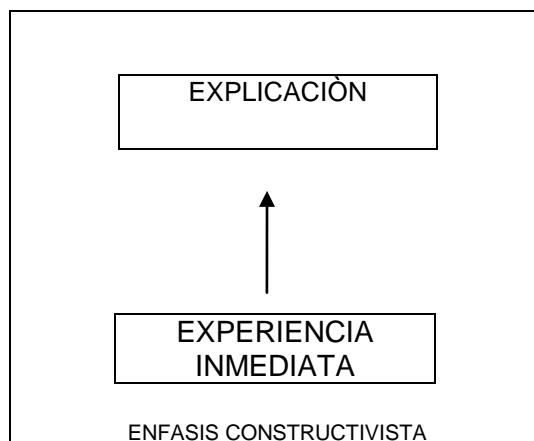 EXPLICACIÒN
EXPERIENCIA
INMEDIATA
ENFASIS CONSTRUCTIVISTA